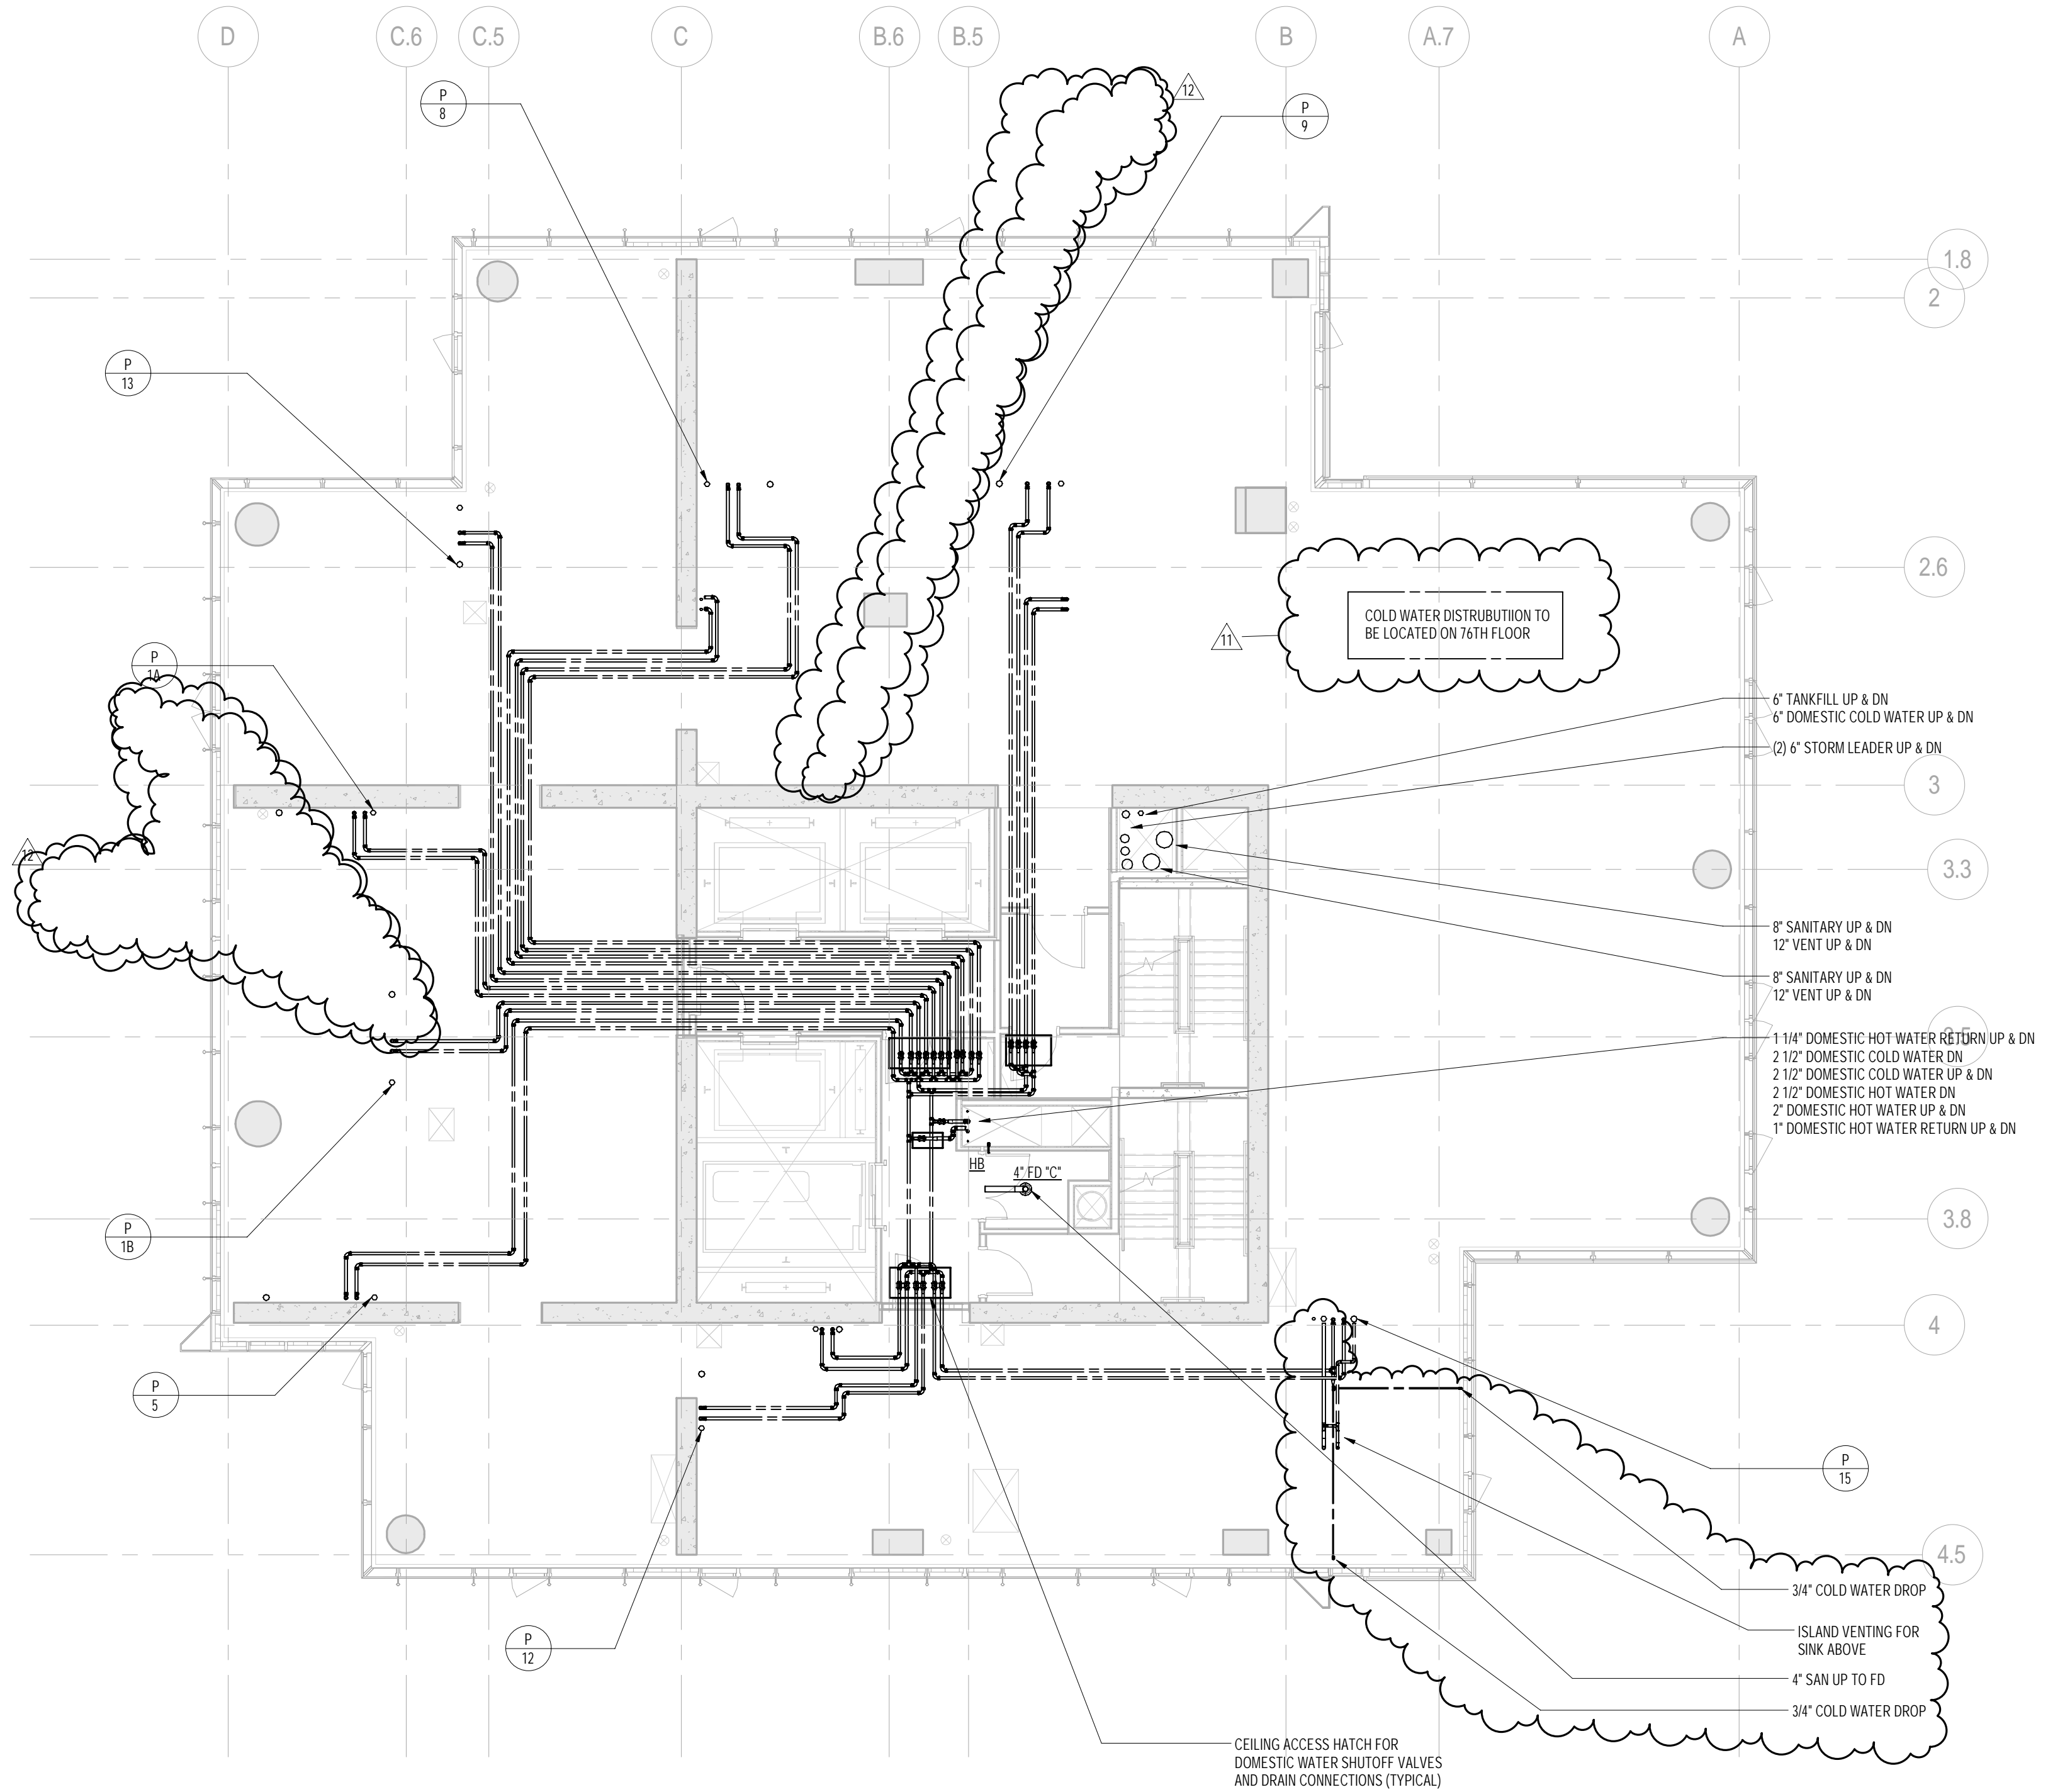 D
C.6
C.5
C
B.6
B.5
B
A.7
A
P
8
12
P
9
1.8
2
P
13
2.6
COLD WATER DISTRUBUTIION TO
BE LOCATED ON 76TH FLOOR
11
P
1A
6" TANKFILL UP & DN
6" DOMESTIC COLD WATER UP & DN
(2) 6" STORM LEADER UP & DN
3
12
3.3
8" SANITARY UP & DN
12" VENT UP & DN
8" SANITARY UP & DN
12" VENT UP & DN
3.5
1 1/4" DOMESTIC HOT WATER RETURN UP & DN
2 1/2" DOMESTIC COLD WATER DN
2 1/2" DOMESTIC COLD WATER UP & DN
2 1/2" DOMESTIC HOT WATER DN
2" DOMESTIC HOT WATER UP & DN
1" DOMESTIC HOT WATER RETURN UP & DN
HB
4" FD "C"
P
1B
3.8
4
P
5
P
15
4.5
3/4" COLD WATER DROP
ISLAND VENTING FOR
SINK ABOVE
P
12
4" SAN UP TO FD
3/4" COLD WATER DROP
CEILING ACCESS HATCH FOR
DOMESTIC WATER SHUTOFF VALVES
AND DRAIN CONNECTIONS (TYPICAL)